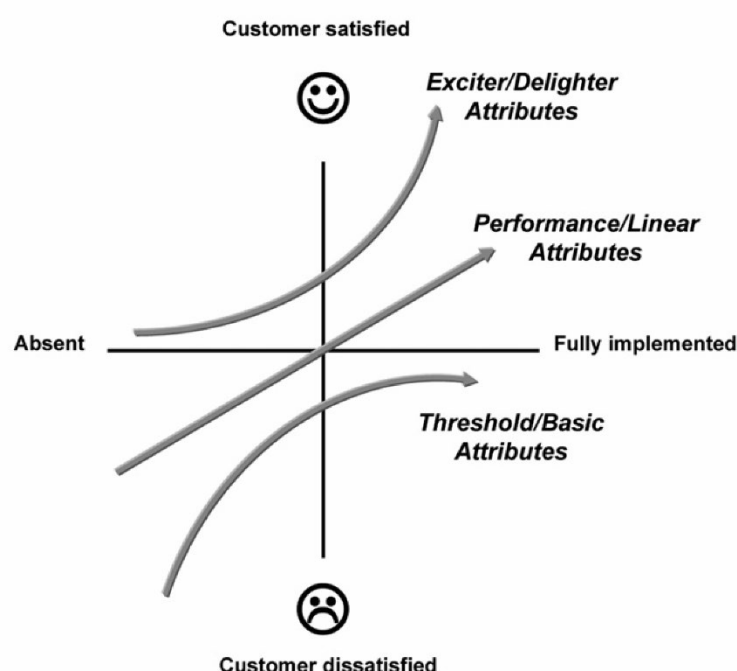 Customer satisfied
Exciter/Delighter
Attributes
Performance/Linear
Attributes
Absent
Fully implemented
Threshold/Basic
Attributes
Customer dissatisfied